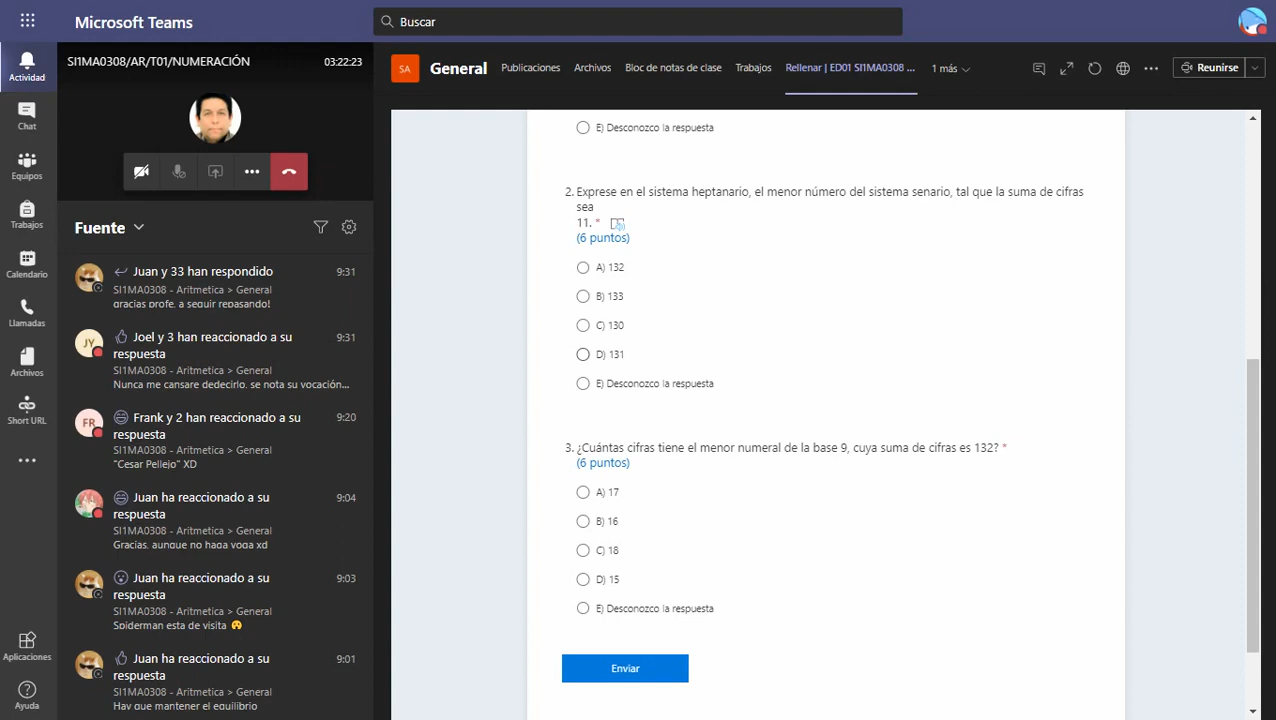 Microsoft Teams
Buscar
SI1MA0308/AR/T01/NUMERACIÓN
03:22:23
Actividad
Chat
Equipos
Trabajos
Calendario
Llamadas
Archivos
Short URL
Aplicaciones
Ayuda
Fuente
Juan y 33 han respondido
9:31
SI1MA0308 - Aritmetica > General
gracias profe, a seguir repasando!
JY
Joel y 3 han reaccionado a su
9:31
respuesta
SI1MA0308 - Aritmetica > General
Nunca me cansare dedecirlo, se nota su vocación...
FR
Frank y 2 han reaccionado a su
9:20
respuesta
SI1MA0308 - Aritmetica > General
"Cesar Pellejo" XD
Juan ha reaccionado a su
9:04
respuesta
SI1MA0308 - Aritmetica > General
Gracias, aunque no haga yoga xd
Juan ha reaccionado a su
9:03
respuesta
SI1MA0308 - Aritmetica > General
Spiderman esta de visita 😲
Juan ha reaccionado a su
9:01
respuesta
SI1MA0308 - Aritmetica > General
Hay que mantener el equilibrio
SA
General
Publicaciones
Archivos
Bloc de notas de clase
Trabajos
Rellenar | ED01 SI1MA0308 ...
1 más
Reunirse
E) Desconozco la respuesta
2. Exprese en el sistema heptanario, el menor número del sistema senario, tal que la suma de cifras
sea
11. *
(6 puntos)
A) 132
B) 133
C) 130
D) 131
E) Desconozco la respuesta
3. ¿Cuántas cifras tiene el menor numeral de la base 9, cuya suma de cifras es 132? *
(6 puntos)
A) 17
B) 16
C) 18
D) 15
E) Desconozco la respuesta
Enviar